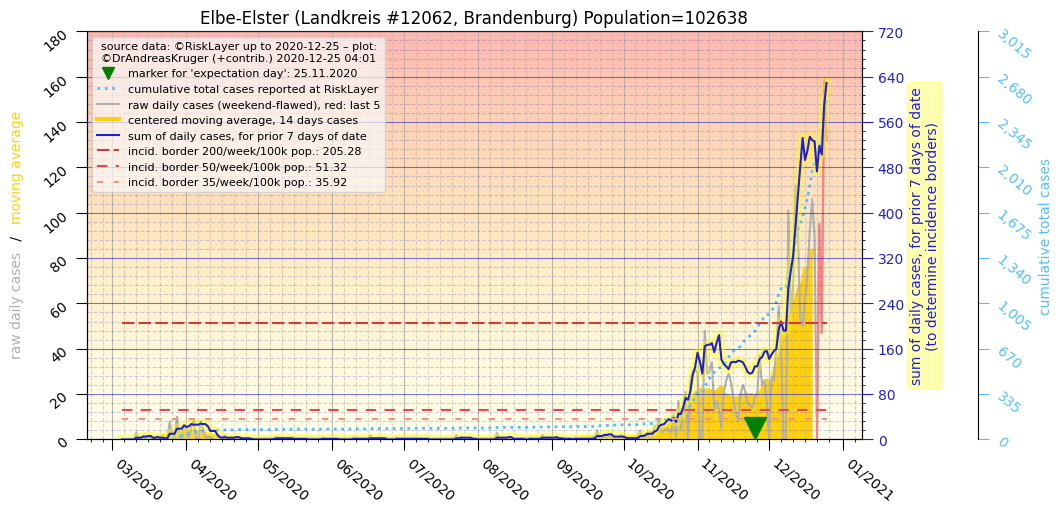 Elbe-Elster (Landkreis #12062, Brandenburg) Population=102638
source data: ©RiskLayer up to 2020-12-25 – plot:
©DrAndreasKruger (+contrib.) 2020-12-25 04:01
marker for 'expectation day': 25.11.2020
cumulative total cases reported at RiskLayer
raw daily cases (weekend-flawed), red: last 5
centered moving average, 14 days cases
sum of daily cases, for prior 7 days of date
incid. border 200/week/100k pop.: 205.28
incid. border 50/week/100k pop.: 51.32
incid. border 35/week/100k pop.: 35.92
raw daily cases / moving average
180
160
140
120
100
80
60
40
20
0
03/2020
04/2020
05/2020
06/2020
07/2020
08/2020
09/2020
10/2020
11/2020
12/2020
01/2021
720
640
560
480
400
320
240
160
80
0
sum of daily cases, for prior 7 days of date
(to determine incidence borders)
3,015
2,680
2,345
2,010
1,675
1,340
1,005
670
335
0
cumulative total cases